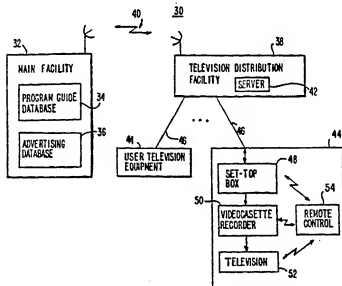 30
40
32
38
MAIN FACILITY
PROGRAM GUIDE
DATABASE
34
ADVERTISING
DATABASE
36
TELEVISION DISTRIBUTION
FACILITY
SERVER
42
...
44
46
46
44
USER TELEVISION
EQUIPMENT
SET-TOP
BOX
48
50
54
VIDEOCASETTE
RECORDER
REMOTE
CONTROL
TELEVISION
52